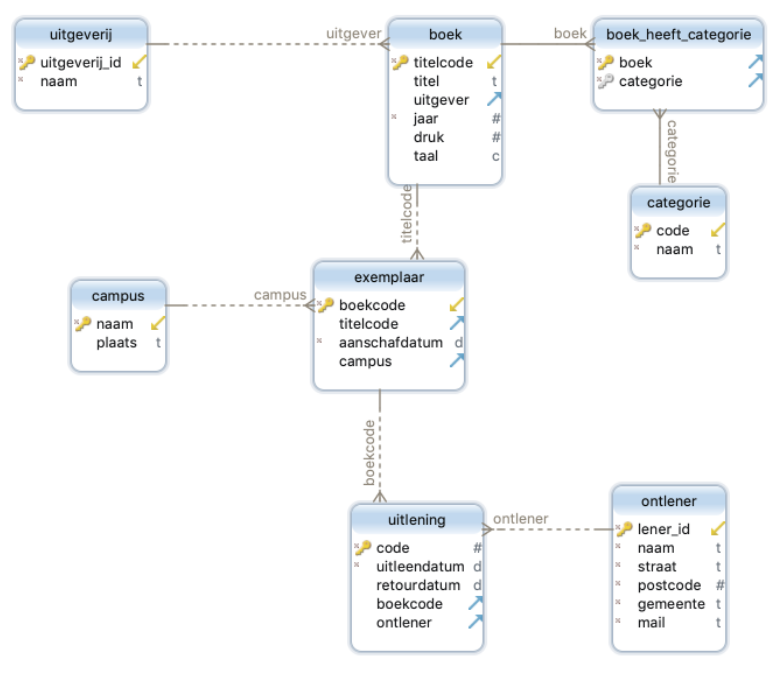 uitgeverij
uitgeverij_id
naam t
uitgever
boek
titelcode
titel t
uitgever
jaar #
druk #
taal c
boek
boek_heeft_categorie
boek
categorie
categorie
categorie
code
naam t
titelcode
exemplaar
boekcode
titelcode
aanschafdatum d
campus
campus
campus
naam
plaats t
boekcode
uitlening
code #
uitleendatum d
retourdatum d
boekcode
ontlener
ontlener
ontlener
lener_id
naam t
straat t
postcode #
gemeente t
mail t